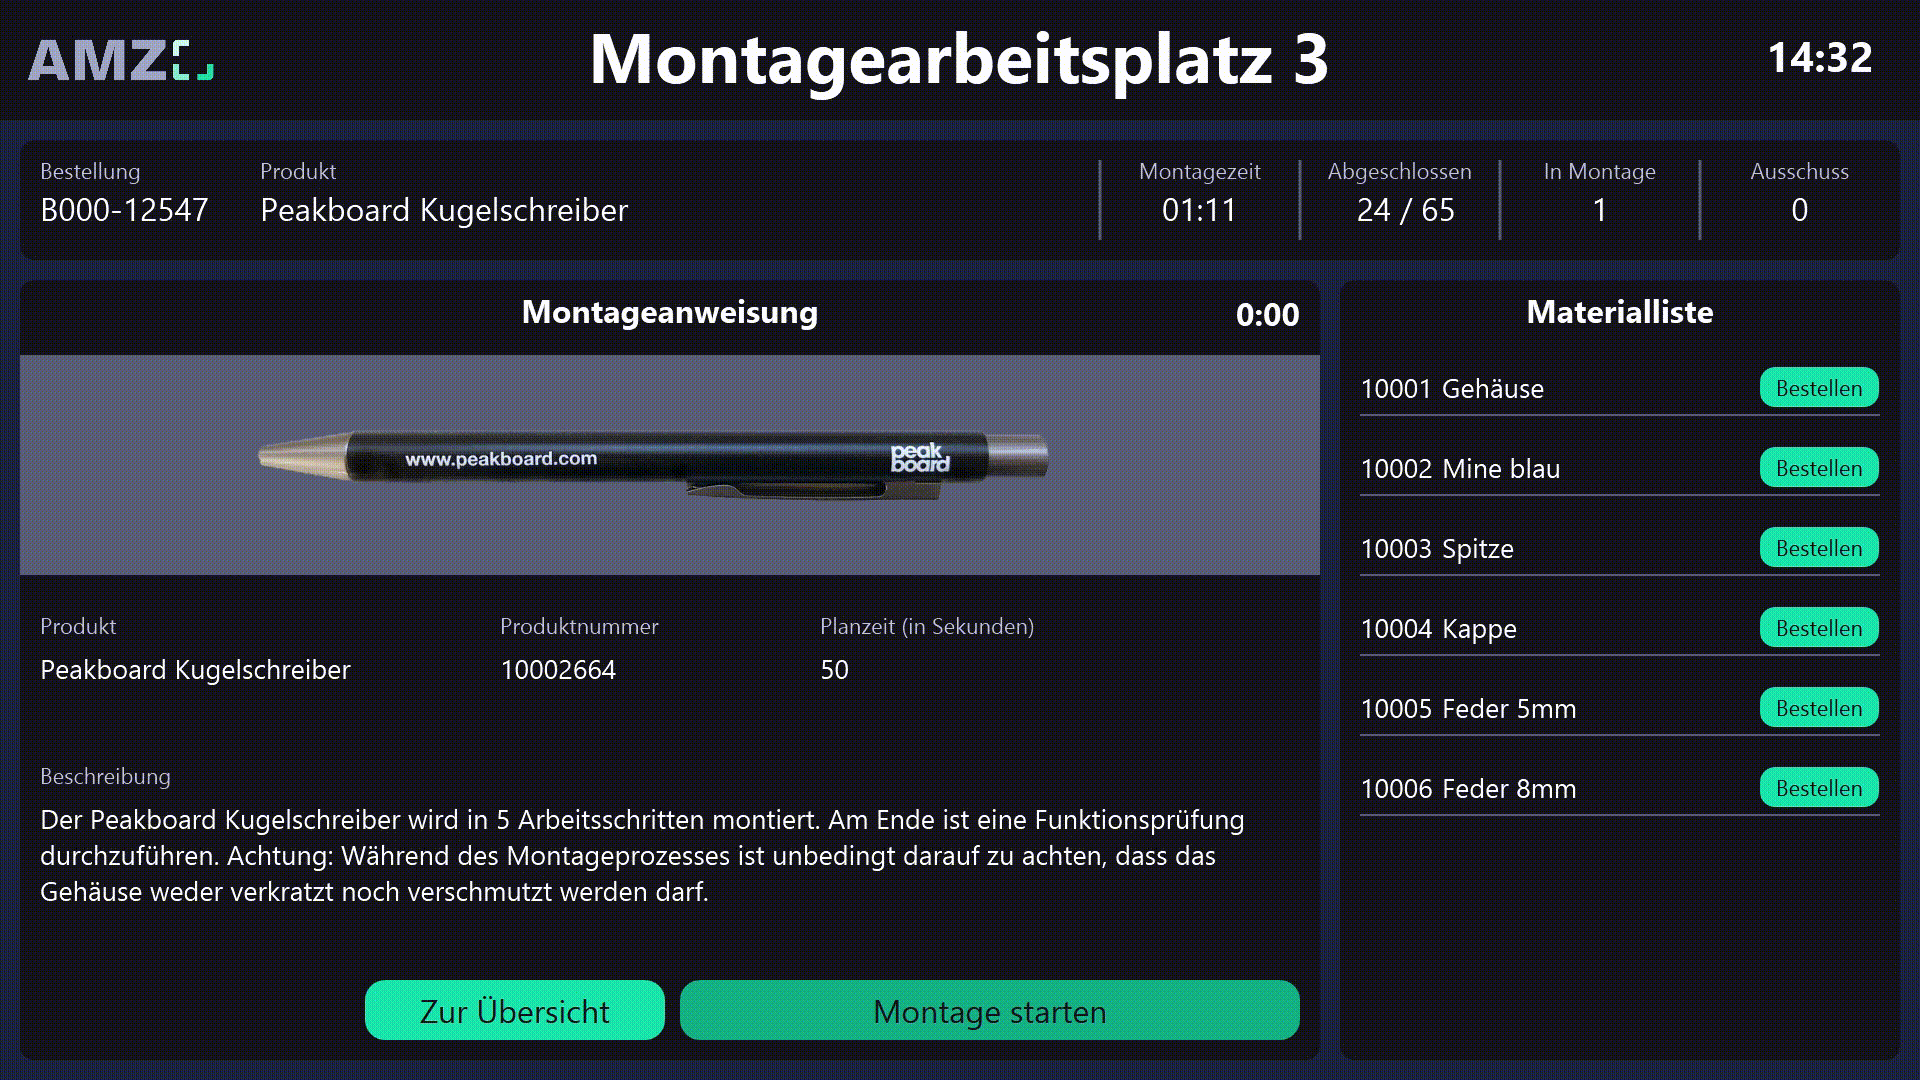 AMZ
Montagearbeitsplatz 3
14:32
Bestellung
B000-12547
Produkt
Peakboard Kugelschreiber
Montagezeit
01:11
Abgeschlossen
24 / 65
In Montage
1
Ausschuss
0
Montageanweisung
0:00
www.peakboard.com
peak
board
Produkt
Peakboard Kugelschreiber
Produktnummer
10002664
Planzeit (in Sekunden)
50
Beschreibung
Der Peakboard Kugelschreiber wird in 5 Arbeitsschritten montiert. Am Ende ist eine Funktionsprüfung
durchzuführen. Achtung: Während des Montageprozesses ist unbedingt darauf zu achten, dass das
Gehäuse weder verkratzt noch verschmutzt werden darf.
Zur Übersicht
Montage starten
Materialliste
10001 Gehäuse Bestellen
10002 Mine blau Bestellen
10003 Spitze Bestellen
10004 Kappe Bestellen
10005 Feder 5mm Bestellen
10006 Feder 8mm Bestellen